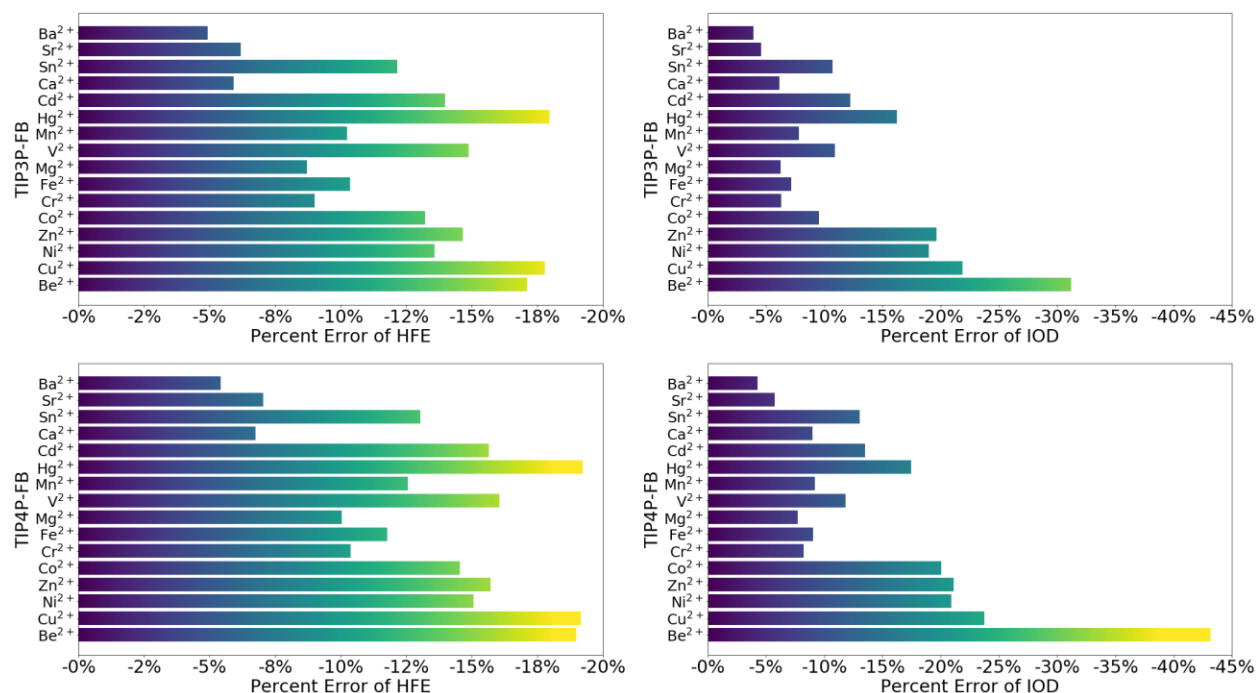 TIP3P-FB
Ba²⁺
Sr²⁺
Sn²⁺
Ca²⁺
Cd²⁺
Hg²⁺
Mn²⁺
V²⁺
Mg²⁺
Fe²⁺
Cr²⁺
Co²⁺
Zn²⁺
Ni²⁺
Cu²⁺
Be²⁺
-0% -2% -5% -8% -10% -12% -15% -18% -20%
Percent Error of HFE
TIP3P-FB
Ba²⁺
Sr²⁺
Sn²⁺
Ca²⁺
Cd²⁺
Hg²⁺
Mn²⁺
V²⁺
Mg²⁺
Fe²⁺
Cr²⁺
Co²⁺
Zn²⁺
Ni²⁺
Cu²⁺
Be²⁺
-0% -5% -10% -15% -20% -25% -30% -35% -40% -45%
Percent Error of IOD
TIP4P-FB
Ba²⁺
Sr²⁺
Sn²⁺
Ca²⁺
Cd²⁺
Hg²⁺
Mn²⁺
V²⁺
Mg²⁺
Fe²⁺
Cr²⁺
Co²⁺
Zn²⁺
Ni²⁺
Cu²⁺
Be²⁺
-0% -2% -5% -8% -10% -12% -15% -18% -20%
Percent Error of HFE
TIP4P-FB
Ba²⁺
Sr²⁺
Sn²⁺
Ca²⁺
Cd²⁺
Hg²⁺
Mn²⁺
V²⁺
Mg²⁺
Fe²⁺
Cr²⁺
Co²⁺
Zn²⁺
Ni²⁺
Cu²⁺
Be²⁺
-0% -5% -10% -15% -20% -25% -30% -35% -40% -45%
Percent Error of IOD